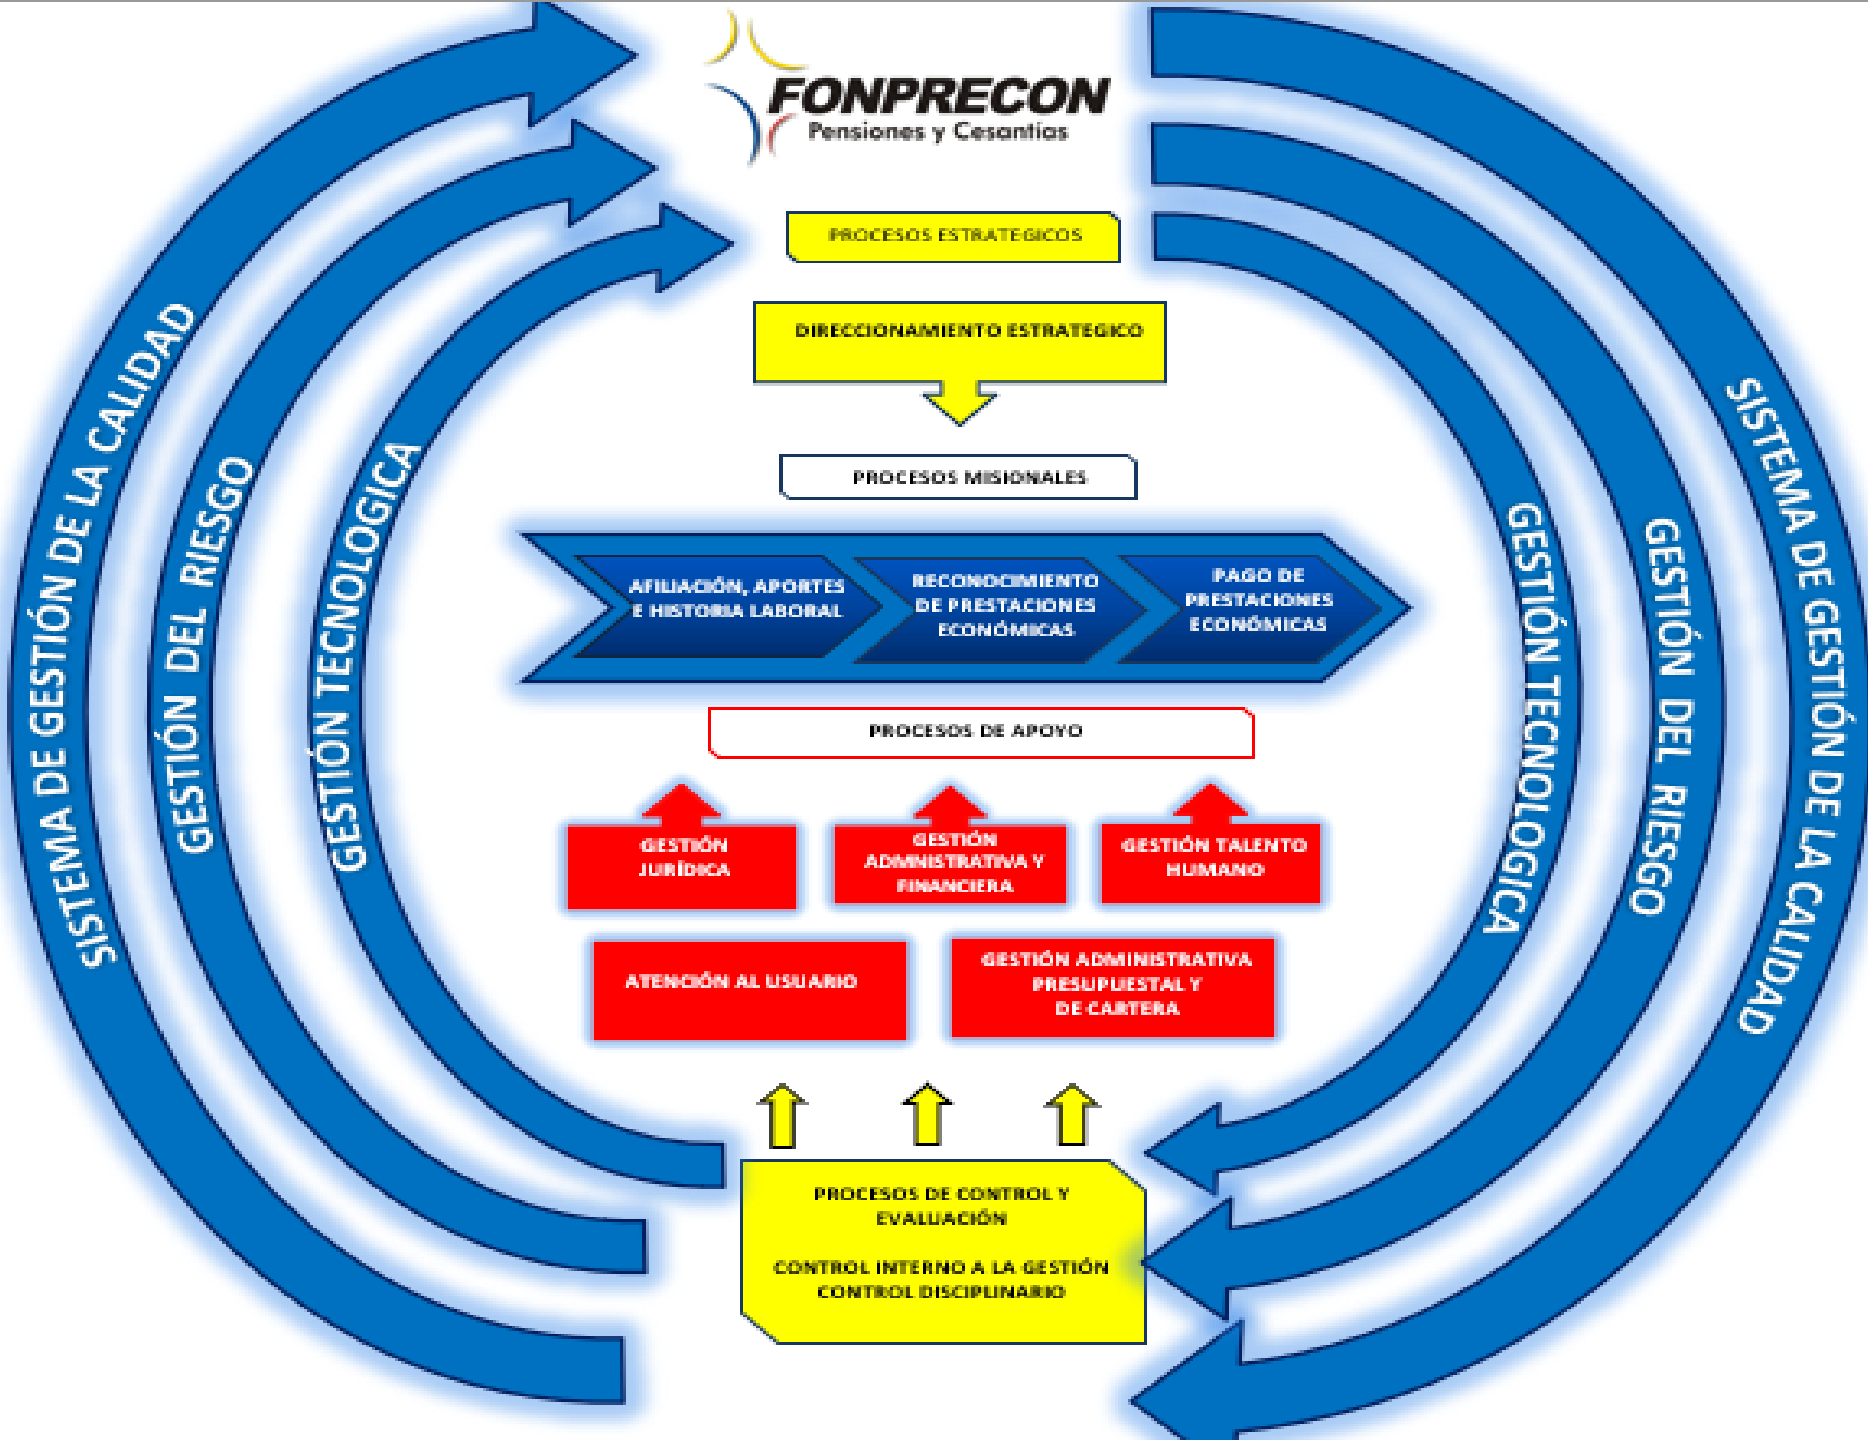 FONPRECON
Pensiones y Cesantías
PROCESOS ESTRATEGICOS
DIRECCIONAMIENTO ESTRATEGICO
PROCESOS MISIONALES
AFILIACIÓN, APORTES
E HISTORIA LABORAL
RECONOCIMIENTO
DE PRESTACIONES
ECONÓMICAS
PAGO DE
PRESTACIONES
ECONÓMICAS
PROCESOS DE APOYO
GESTIÓN
JURÍDICA
GESTIÓN
ADMNISTRATIVA Y
FINANCIERA
GESTIÓN TALENTO
HUMANO
ATENCIÓN AL USUARIO
GESTIÓN ADMINISTRATIVA
PRESUPUESTAL Y
DE CARTERA
PROCESOS DE CONTROL Y
EVALUACIÓN
CONTROL INTERNO A LA GESTIÓN
CONTROL DISCIPLINARIO
SISTEMA DE GESTIÓN DE LA CALIDAD
GESTIÓN DEL RIESGO
GESTIÓN TECNOLOGICA
GESTIÓN TECNOLOGICA
GESTIÓN DEL RIESGO
SISTEMA DE GESTIÓN DE LA CALIDAD